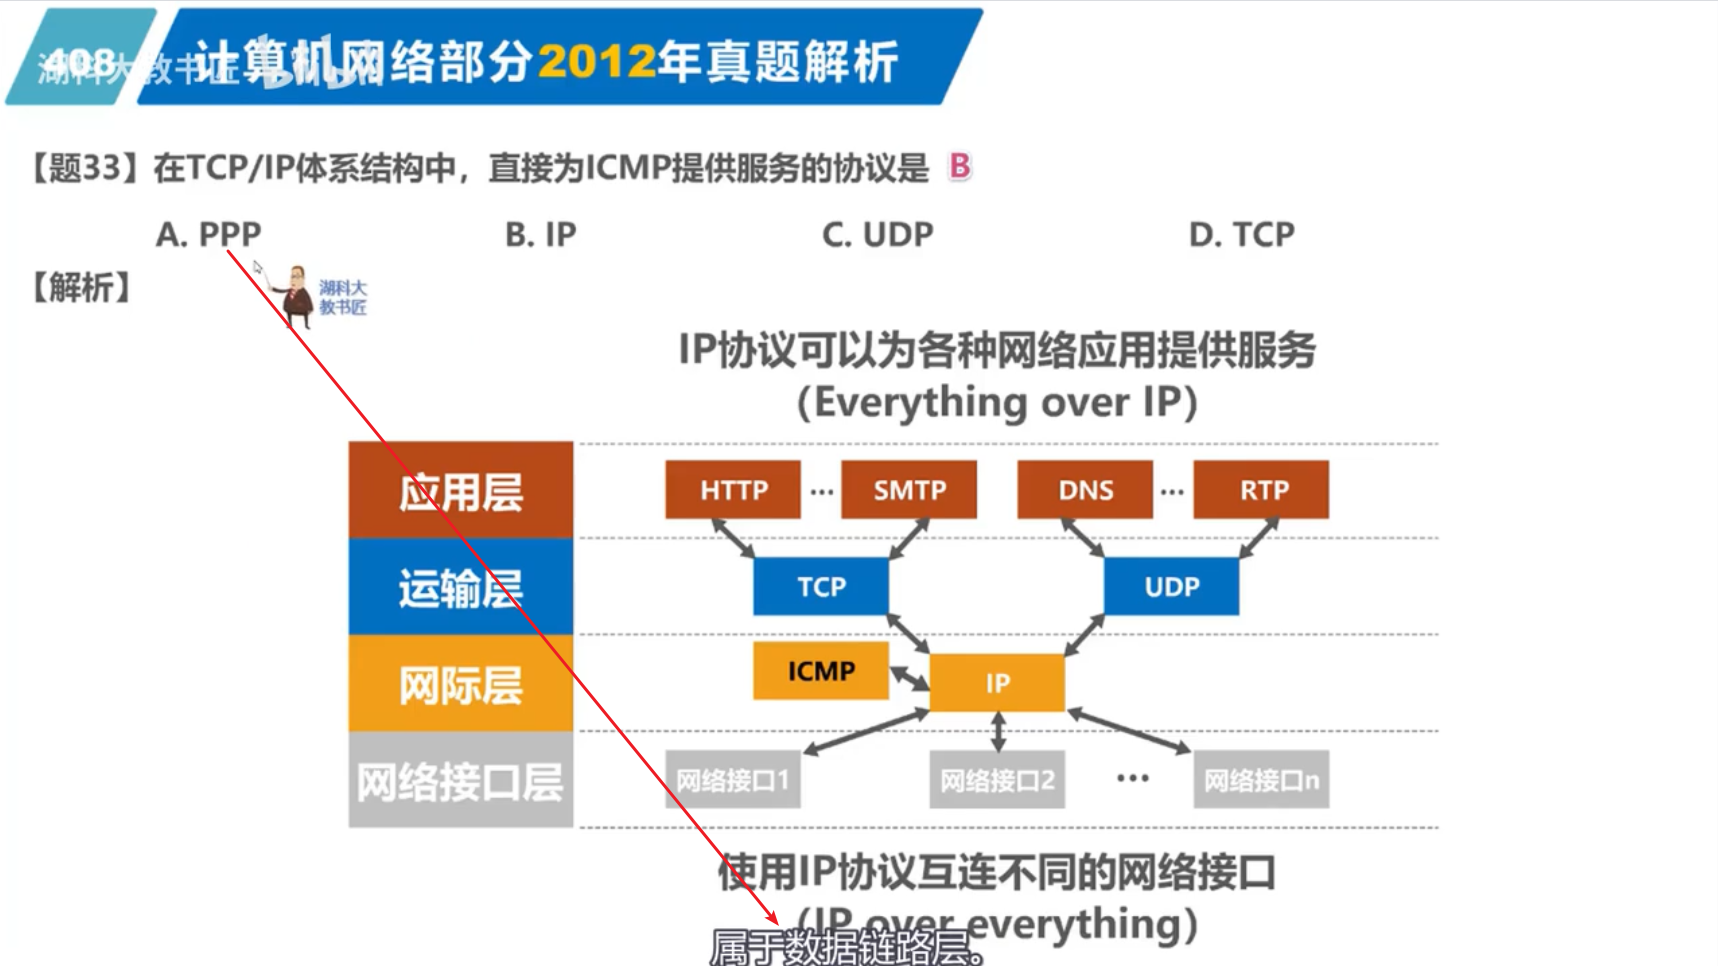 408 计算机网络部分2012年真题解析
湖科大教书匠 bilibili
【题33】在TCP/IP体系结构中，直接为ICMP提供服务的协议是 B
A. PPP B. IP C. UDP D. TCP
【解析】
湖科大
教书匠
IP协议可以为各种网络应用提供服务
（Everything over IP）
应用层 HTTP … SMTP DNS … RTP
运输层 TCP UDP
网际层 ICMP IP
网络接口层 网络接口1 网络接口2 … 网络接口n
使用IP协议互连不同的网络接口
（IP over everything）
属于数据链路层。